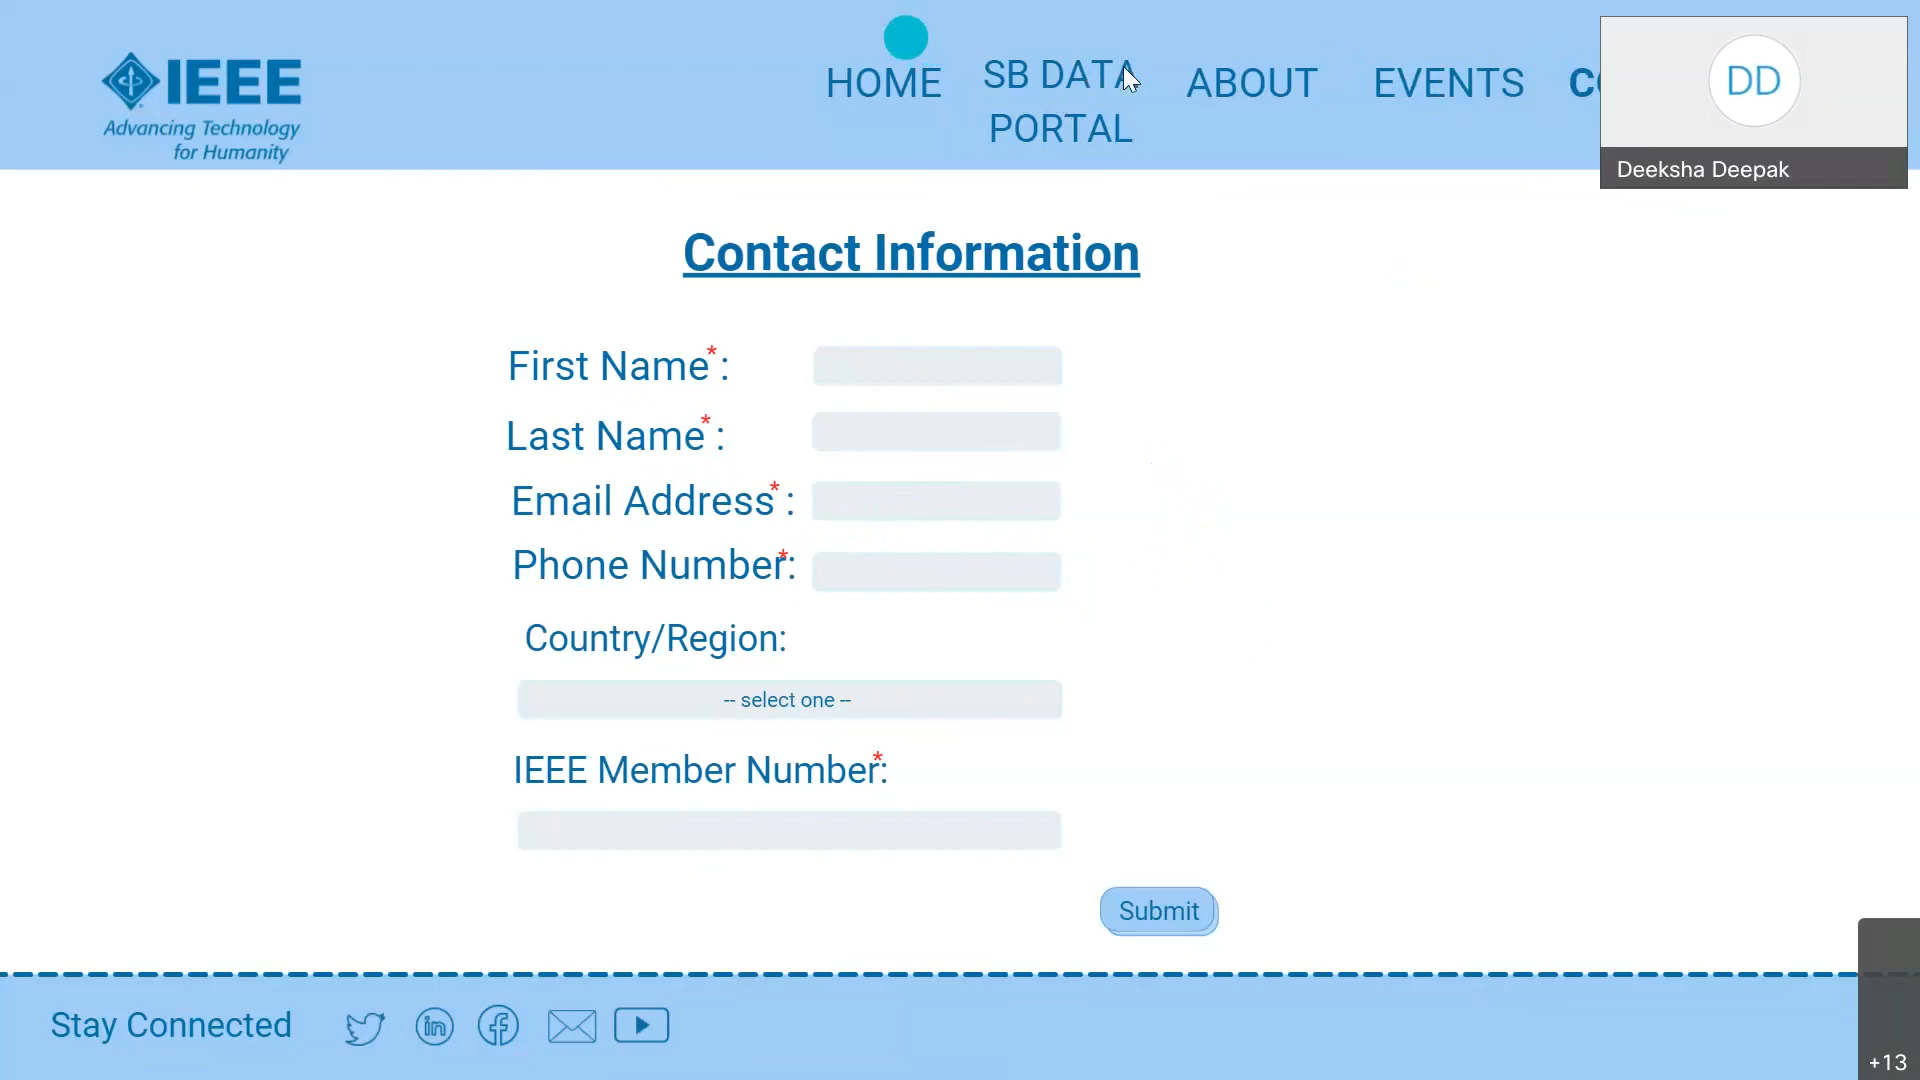 IEEE
Advancing Technology
for Humanity
HOME
SB DATA
PORTAL
ABOUT
EVENTS
DD
Deeksha Deepak
Contact Information
First Name*:
Last Name*:
Email Address*:
Phone Number*:
Country/Region:
-- select one --
IEEE Member Number*:
Submit
Stay Connected
in
+13